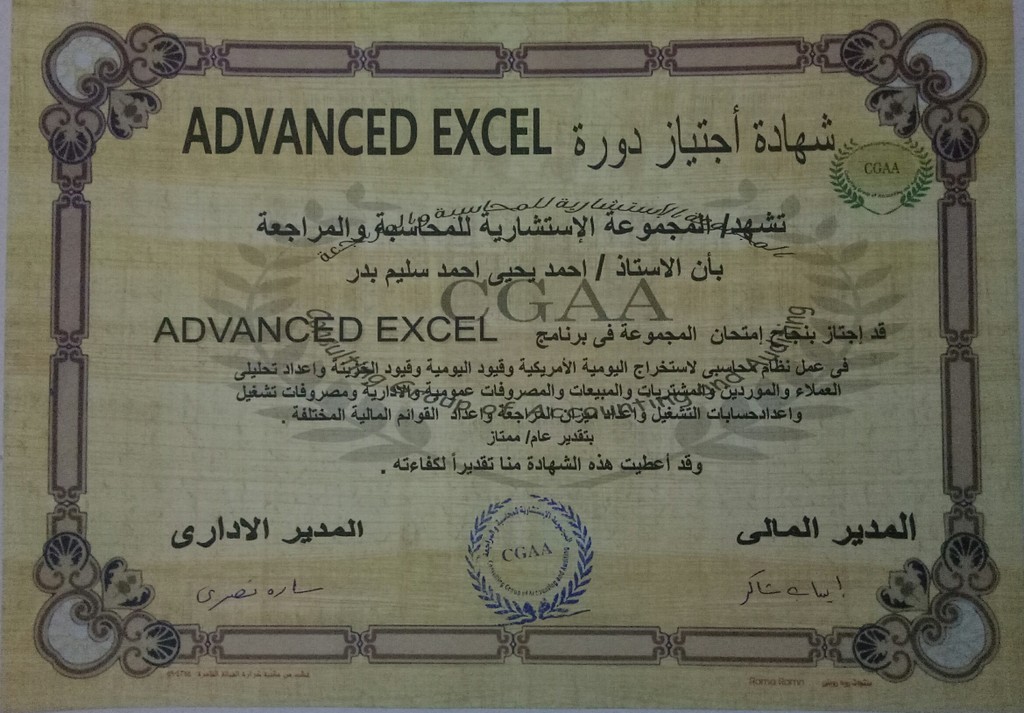 شهادة أجتياز دورة ADVANCED EXCEL
CGAA
تشهد/ المجموعة الإستشارية للمحاسبة والمراجعة
بأن الاستاذ / احمد يحيى احمد سليم بدر
CGAA
قد إجتاز بنجاح إمتحان المجموعة فى برنامج ADVANCED EXCEL
فى عمل نظام محاسبى لاستخراج اليومية الأمريكية وقيود اليومية وقيود الخزينة واعداد تحليلى
العملاء والموردين والمشتريات والمبيعات والمصروفات عمومية والادارية ومصروفات تشغيل
واعدادحسابات التشغيل واعداد ميزان المراجعة واعداد القوائم المالية المختلفة .
بتقدير عام/ ممتاز
وقد أعطيت هذه الشهادة منا تقديراً لكفاءته .
المدير المالى
المدير الادارى
CGAA
ساره نصرى
Roma Ramn